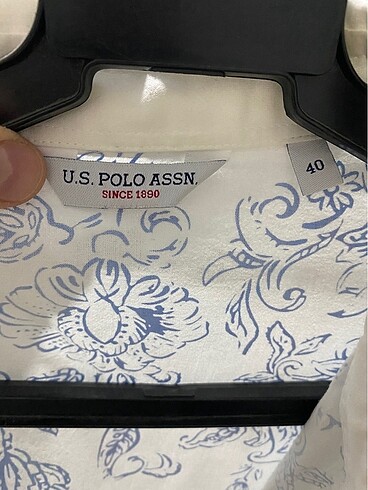 U.S. POLO ASSN.
SINCE 1890
40